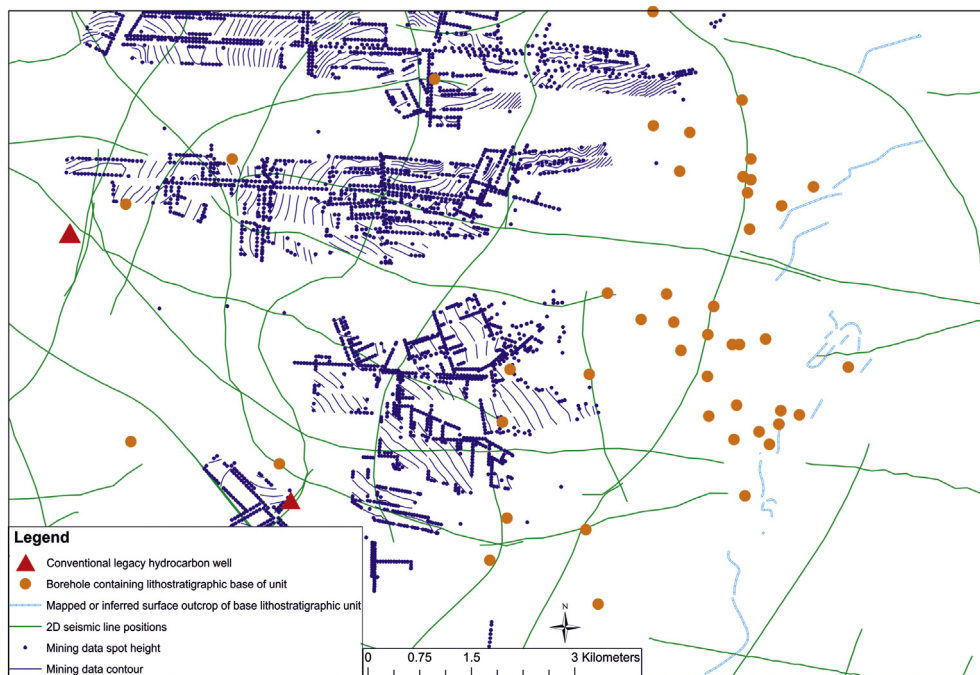 Legend
Conventional legacy hydrocarbon well
Borehole containing lithostratigraphic base of unit
Mapped or inferred surface outcrop of base lithostratigraphic unit
2D seismic line positions
Mining data spot height
Mining data contour
N
0 0.75 1.5 3 Kilometers